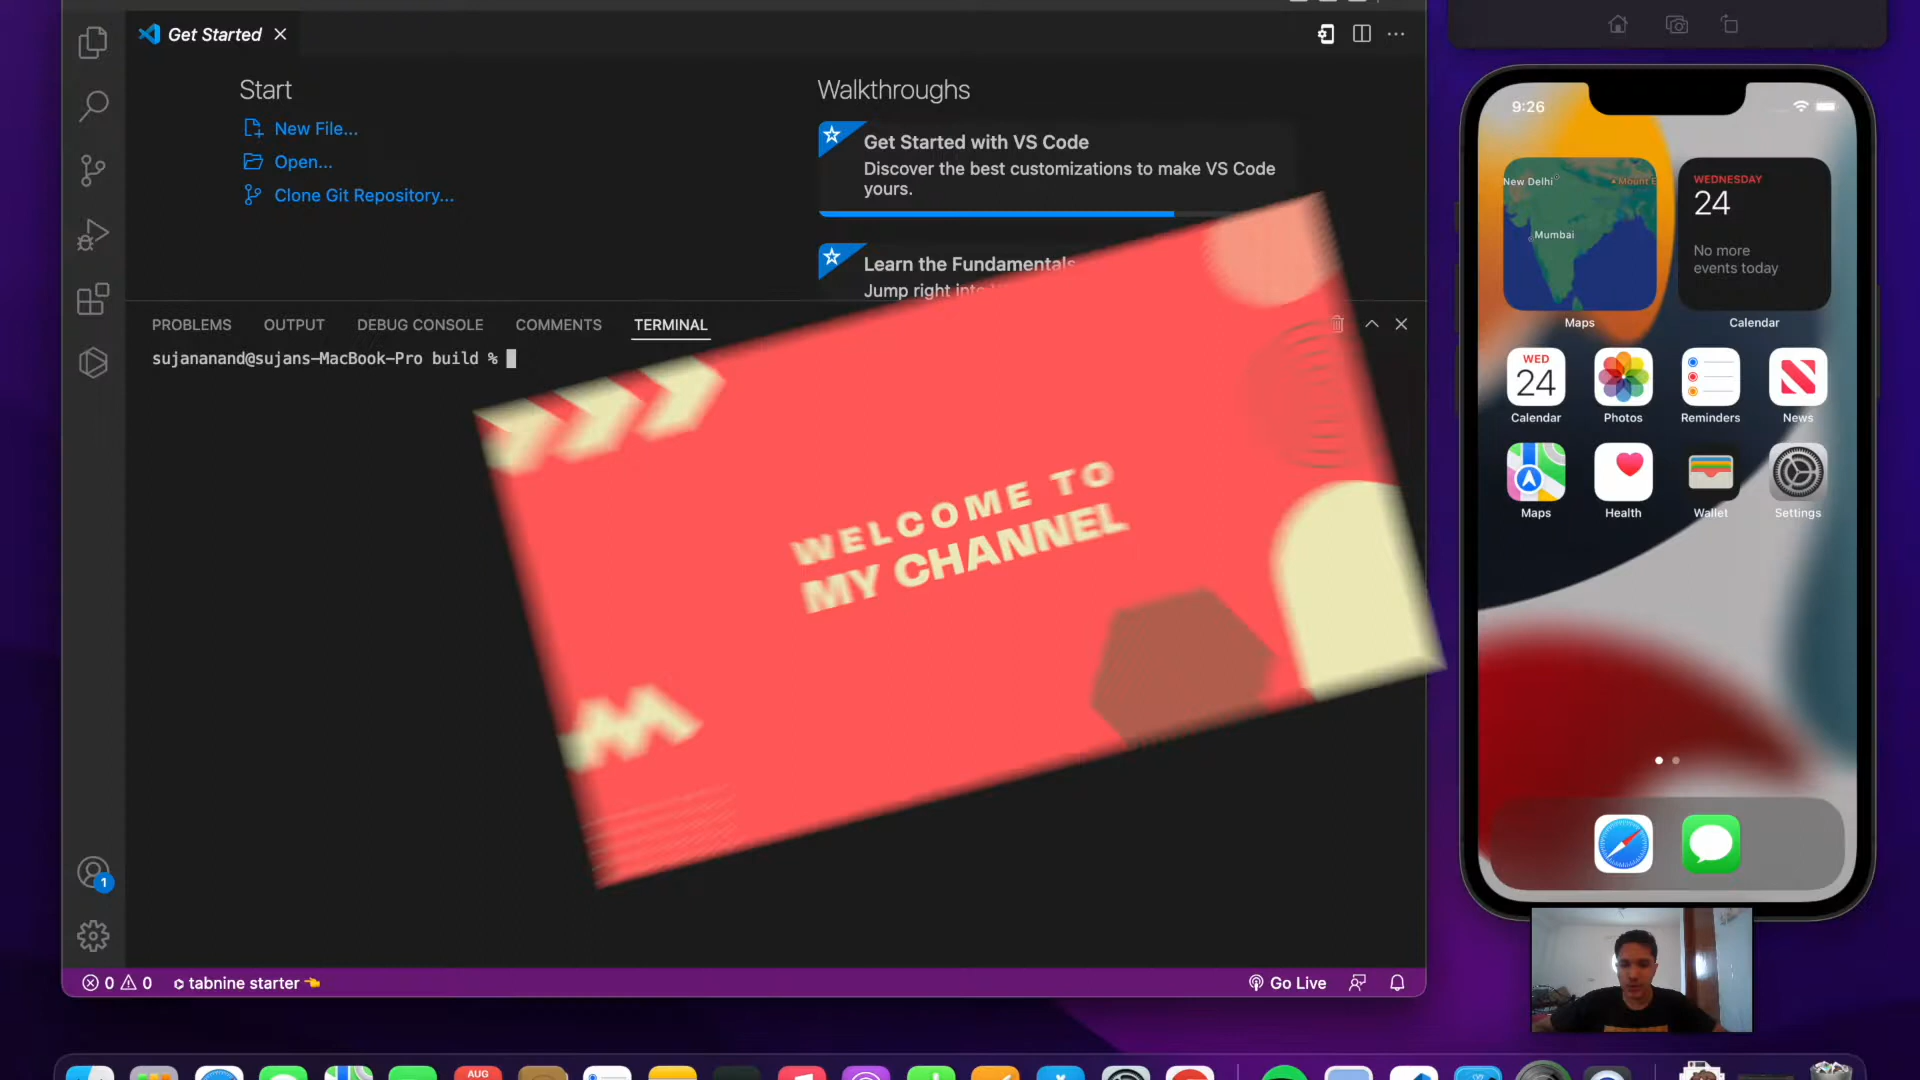 Get Started
Start
New File...
Open...
Clone Git Repository...
Walkthroughs
Get Started with VS Code
Discover the best customizations to make VS Code
yours.
Learn the Fundamentals
Jump right into
PROBLEMS
OUTPUT
DEBUG CONSOLE
COMMENTS
TERMINAL
sujananand@sujans-MacBook-Pro build %
WELCOME TO
MY CHANNEL
1
0
0
tabnine starter
Go Live
AUG
9:26
New Delhi
Mumbai
Maps
WEDNESDAY
24
No more
events today
Calendar
WED
24
Calendar
Photos
Reminders
News
Maps
Health
Wallet
Settings